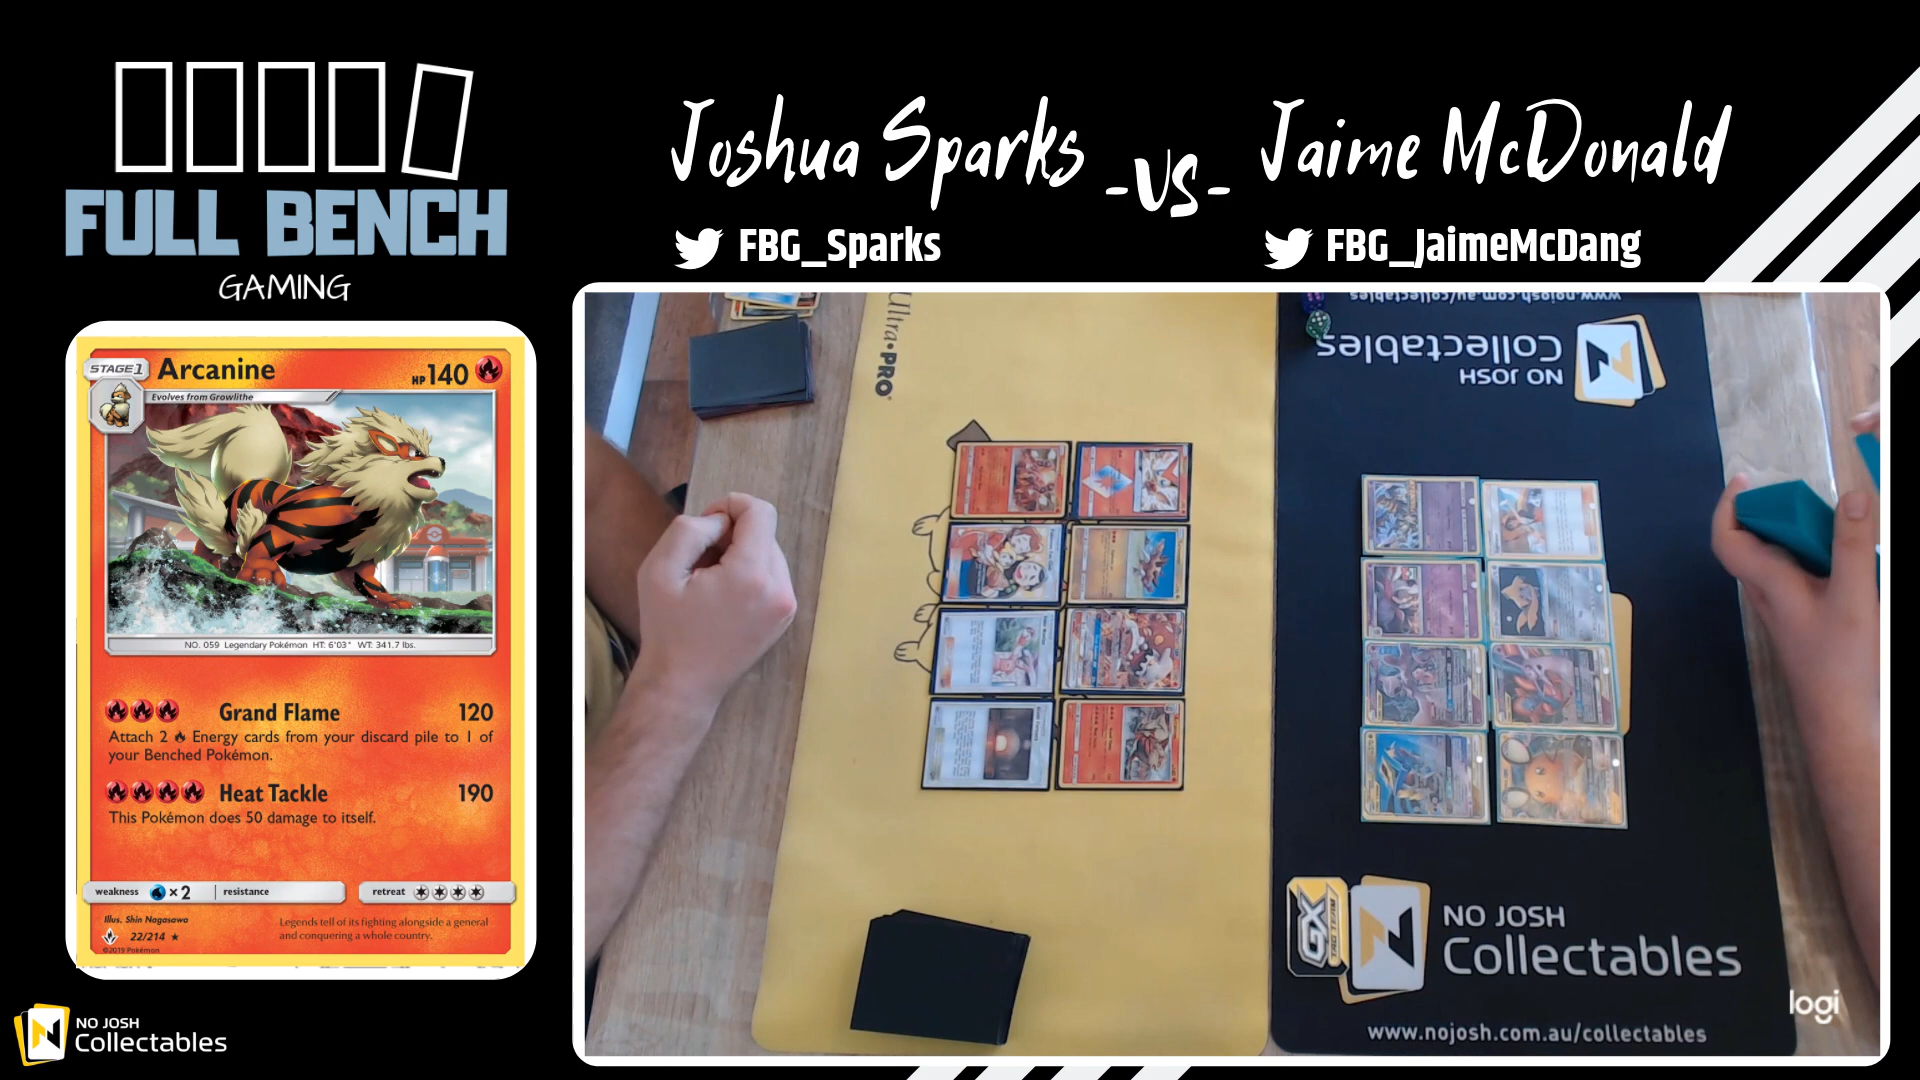 FULL BENCH
GAMING
Joshua Sparks -VS- Jaime McDonald
FBG_Sparks
FBG_JaimeMcDang
STAGE 1
Arcanine
HP 140
Evolves from Growlithe
NO. 059 Legendary Pokémon HT: 6'03" WT: 341.7 lbs.
Grand Flame 120
Attach 2 Energy cards from your discard pile to 1 of
your Benched Pokémon.
Heat Tackle 190
This Pokémon does 50 damage to itself.
weakness ×2 resistance retreat
Illus. Shin Nagasawa
22/214 ★
©2019 Pokémon
Legends tell of its fighting alongside a general
and conquering a whole country.
NO JOSH
Collectables
Ultra•PRO
www.nojosh.com.au/collectables
Collectables
NO JOSH
GX
TAG TEAM
NO JOSH
Collectables
www.nojosh.com.au/collectables
logi